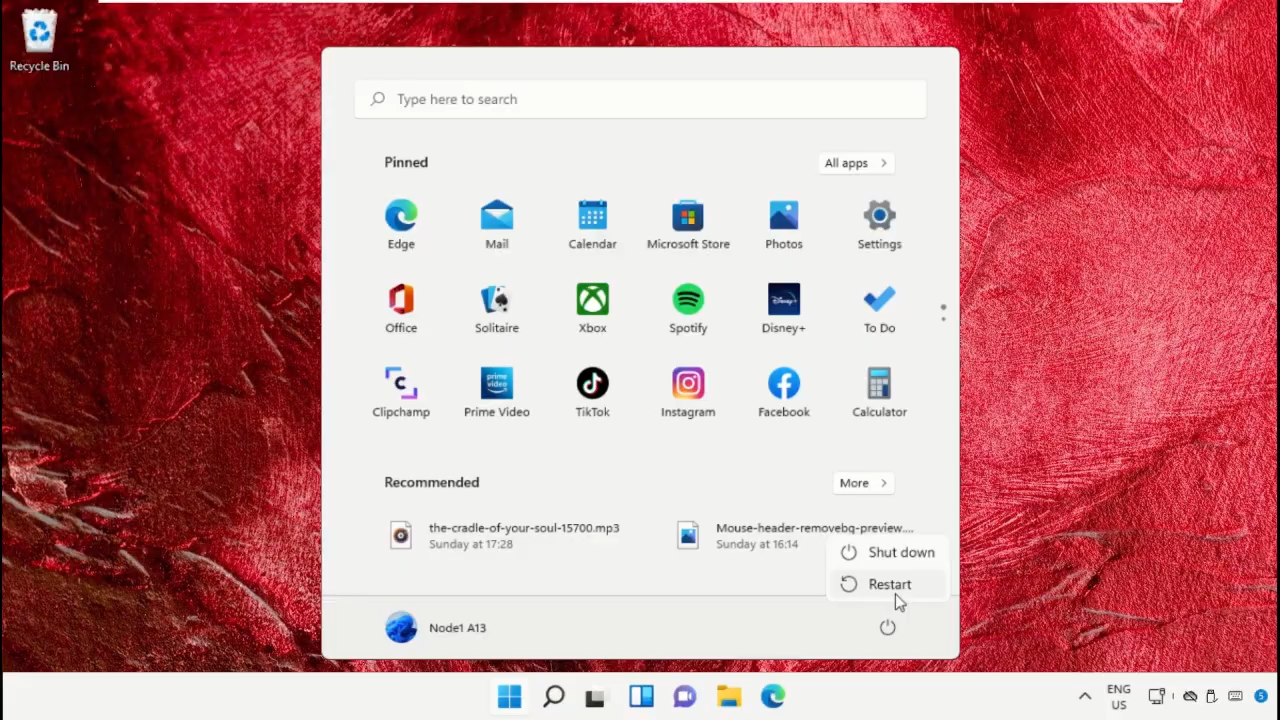 Recycle Bin
Type here to search
Pinned
All apps
Edge
Mail
Calendar
Microsoft Store
Photos
Settings
Office
Solitaire
Xbox
Spotify
Disney+
To Do
prime video
Clipchamp
Prime Video
TikTok
Instagram
Facebook
Calculator
Recommended
More
the-cradle-of-your-soul-15700.mp3
Sunday at 17:28
Mouse-header-removebg-preview....
Sunday at 16:14
Shut down
Restart
Node1 A13
ENG
US
5